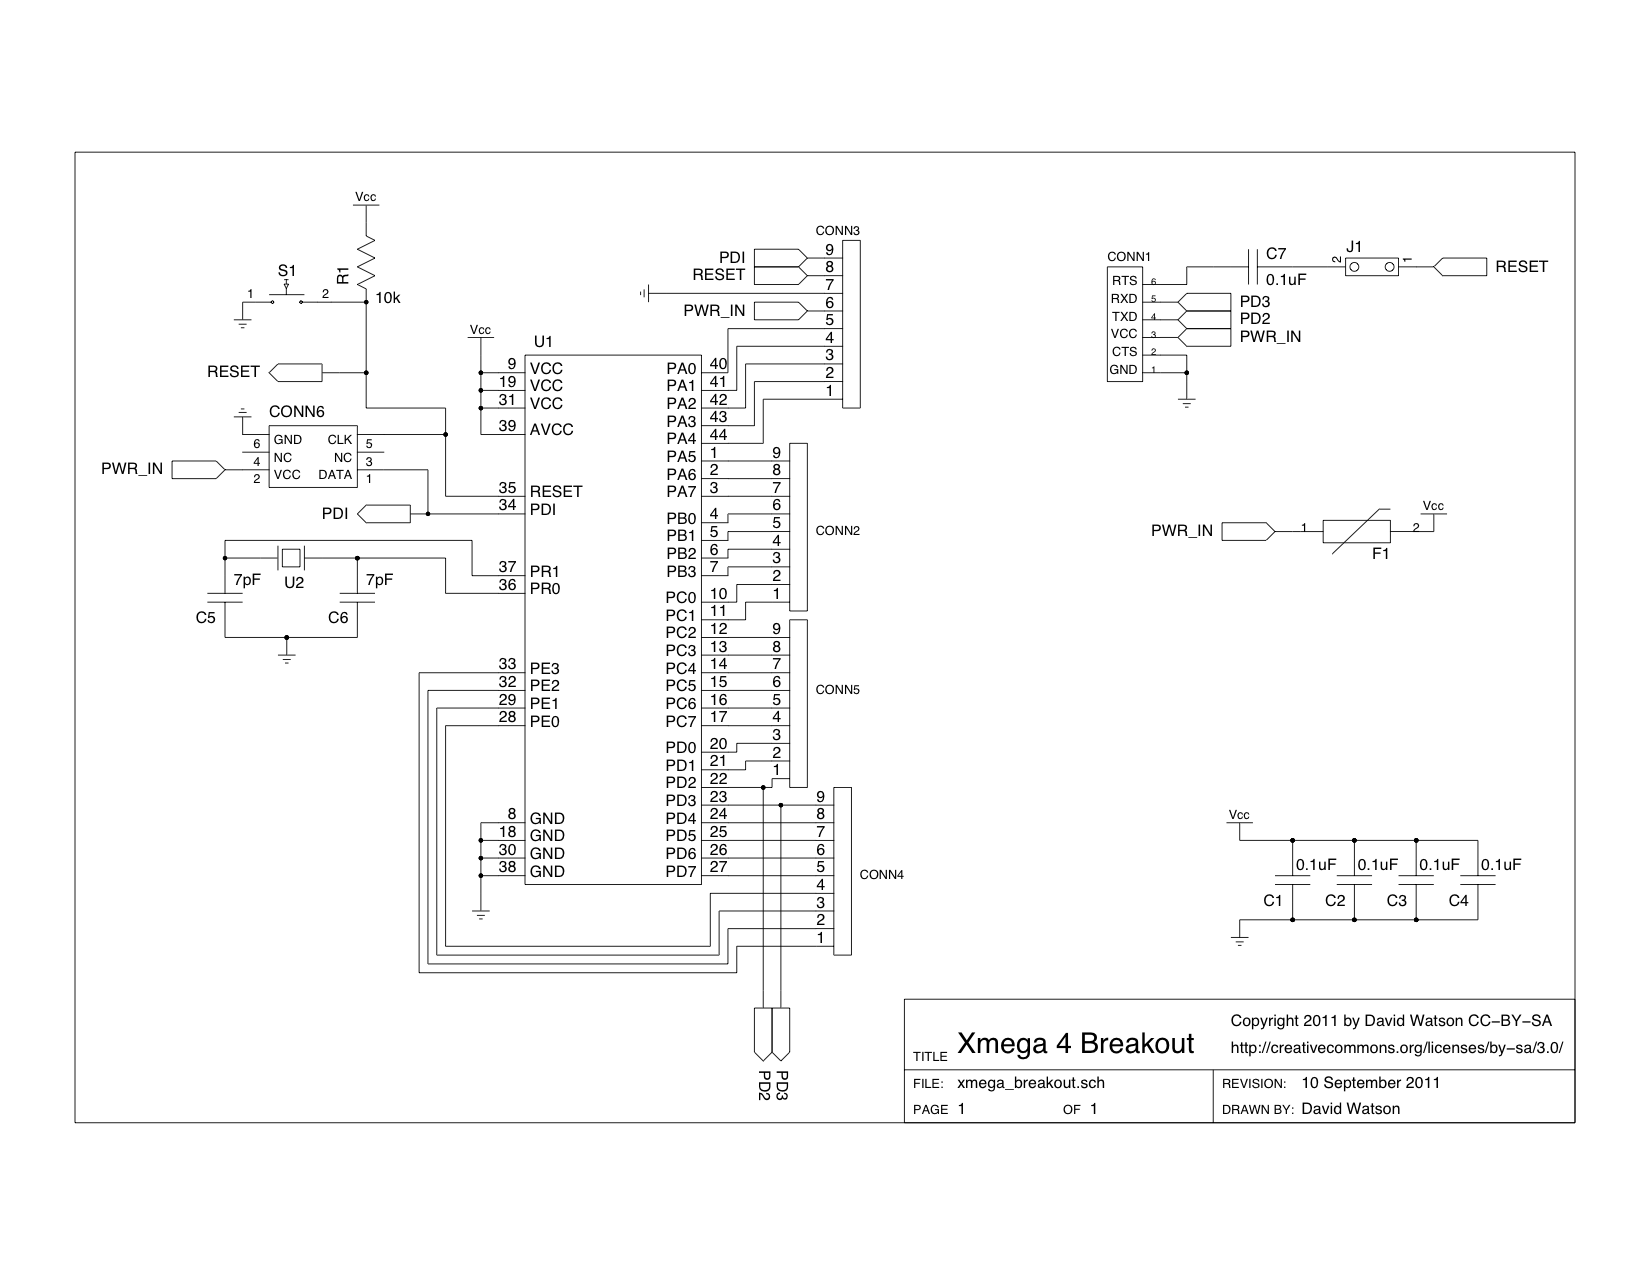 Vcc
R1
10k
S1
1
2
RESET
CONN6
GND CLK
NC NC
VCC DATA
6 5
4 3
2 1
PWR_IN
PDI
7pF
U2
7pF
C5
C6
Vcc
U1
9 VCC
19 VCC
31 VCC
39 AVCC
35 RESET
34 PDI
37 PR1
36 PR0
33 PE3
32 PE2
29 PE1
28 PE0
8 GND
18 GND
30 GND
38 GND
PA0 40
PA1 41
PA2 42
PA3 43
PA4 44
PA5 1
PA6 2
PA7 3
PB0 4
PB1 5
PB2 6
PB3 7
PC0 10
PC1 11
PC2 12
PC3 13
PC4 14
PC5 15
PC6 16
PC7 17
PD0 20
PD1 21
PD2 22
PD3 23
PD4 24
PD5 25
PD6 26
PD7 27
CONN3
PDI 9
RESET 8
7
PWR_IN 6
5
4
3
2
1
9
8
7
6
5
4
3
2
1
CONN2
9
8
7
6
5
4
3
2
1
CONN5
9
8
7
6
5
4
3
2
1
CONN4
PD2
PD3
CONN1
RTS 6
RXD 5 PD3
TXD 4 PD2
VCC 3 PWR_IN
CTS 2
GND 1
C7
0.1uF
J1
2
1
RESET
PWR_IN
1
F1
2
Vcc
Vcc
0.1uF 0.1uF 0.1uF 0.1uF
C1 C2 C3 C4
TITLE Xmega 4 Breakout
Copyright 2011 by David Watson CC−BY−SA
http://creativecommons.org/licenses/by−sa/3.0/
FILE: xmega_breakout.sch
REVISION: 10 September 2011
PAGE 1 OF 1
DRAWN BY: David Watson